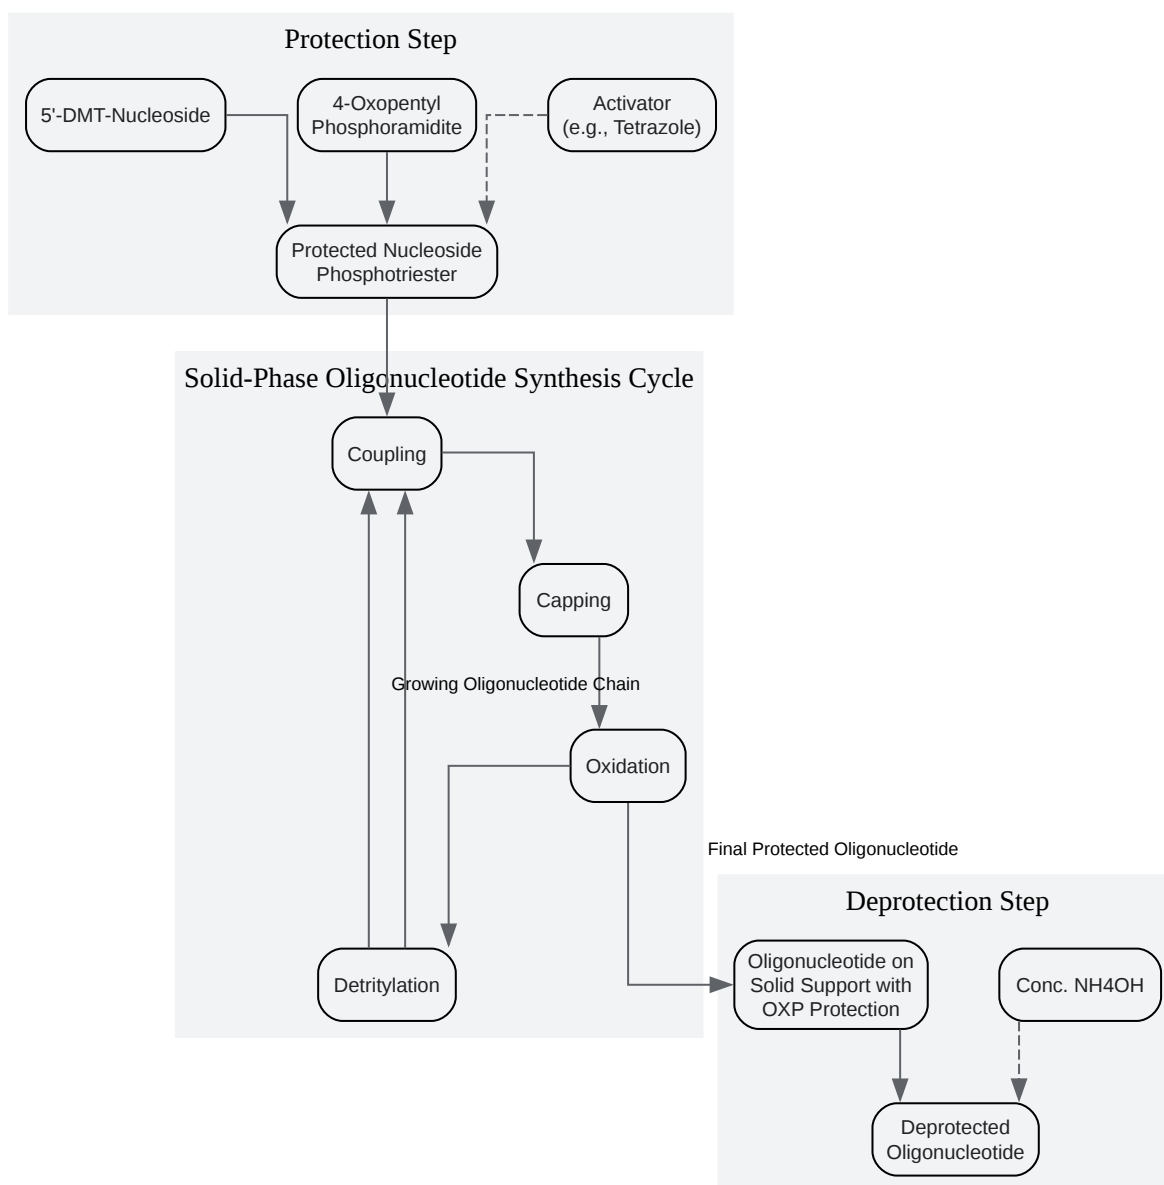 Protection Step
5'-DMT-Nucleoside
4-Oxopentyl
Phosphoramidite
Activator
(e.g., Tetrazole)
Protected Nucleoside
Phosphotriester
Solid-Phase Oligonucleotide Synthesis Cycle
Coupling
Capping
Growing Oligonucleotide Chain
Oxidation
Detritylation
Final Protected Oligonucleotide
Deprotection Step
Oligonucleotide on
Solid Support with
OXP Protection
Conc. NH4OH
Deprotected
Oligonucleotide